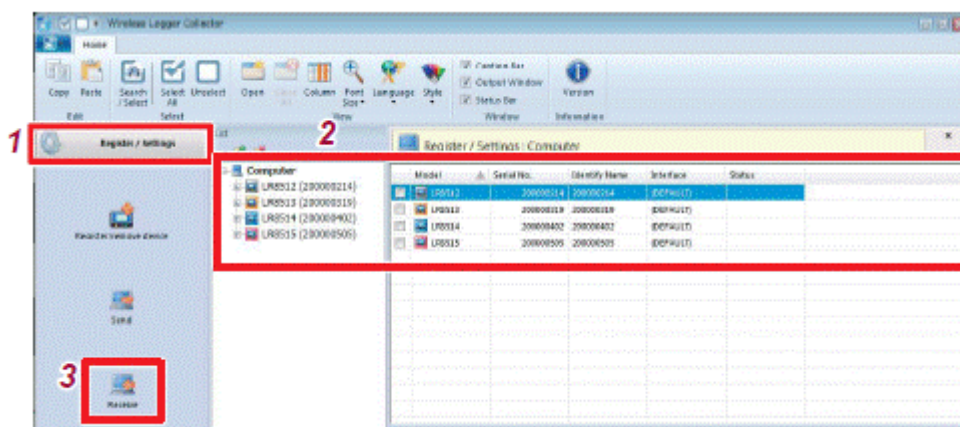 Wireless Logger Collector
Home
Copy Paste Search / Select Select All Unselect Open Column Font Size Language Style Version
Caption Bar
Output Window
Status Bar
Edit Select View Window Information
1 Register / Settings
2
Register / Settings : Computer
Computer
LR8512 (200000214)
LR8513 (200000319)
LR8514 (200000402)
LR8515 (200000505)
Model Serial No. Identify Name Interface Status
LR8512 200000214 200000214 (DEFAULT)
LR8513 200000319 200000319 (DEFAULT)
LR8514 200000402 200000402 (DEFAULT)
LR8515 200000505 200000505 (DEFAULT)
Register/remove device
Send
3
Receive